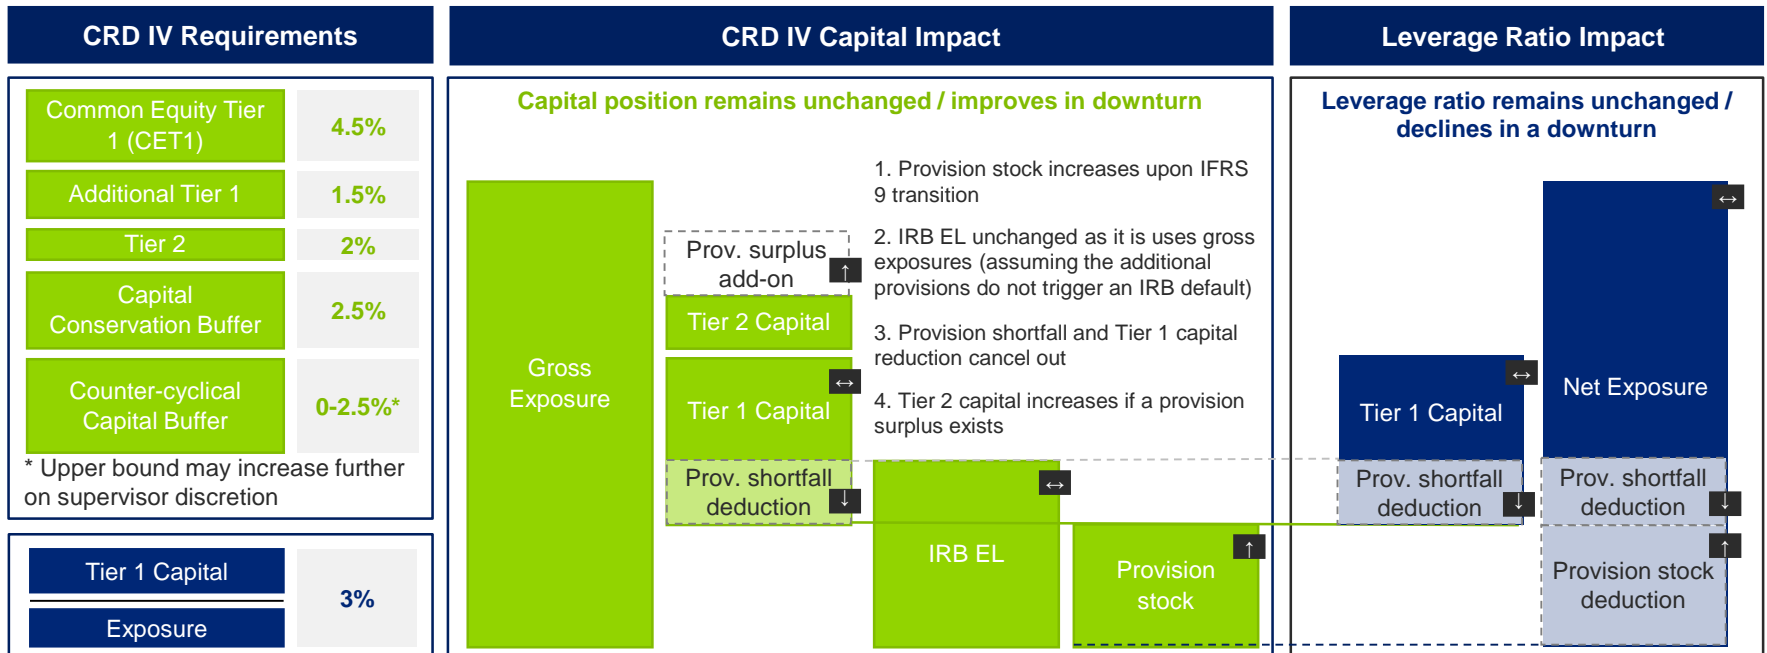 CRD IV Requirements
Common Equity Tier
1 (CET1)
4.5%
Additional Tier 1
1.5%
Tier 2
2%
Capital
Conservation Buffer
2.5%
Counter-cyclical
Capital Buffer
0-2.5%*
* Upper bound may increase further
on supervisor discretion
Tier 1 Capital
Exposure
3%
CRD IV Capital Impact
Capital position remains unchanged / improves in downturn
Gross
Exposure
Prov. surplus
add-on
↑
Tier 2 Capital
↔
Tier 1 Capital
Prov. shortfall
deduction
↓
1. Provision stock increases upon IFRS
9 transition
2. IRB EL unchanged as it is uses gross
exposures (assuming the additional
provisions do not trigger an IRB default)
3. Provision shortfall and Tier 1 capital
reduction cancel out
4. Tier 2 capital increases if a provision
surplus exists
↔
IRB EL
↑
Provision
stock
Leverage Ratio Impact
Leverage ratio remains unchanged /
declines in a downturn
↔
Tier 1 Capital
Prov. shortfall
deduction
↓
↔
Net Exposure
Prov. shortfall
deduction
↓
↑
Provision stock
deduction